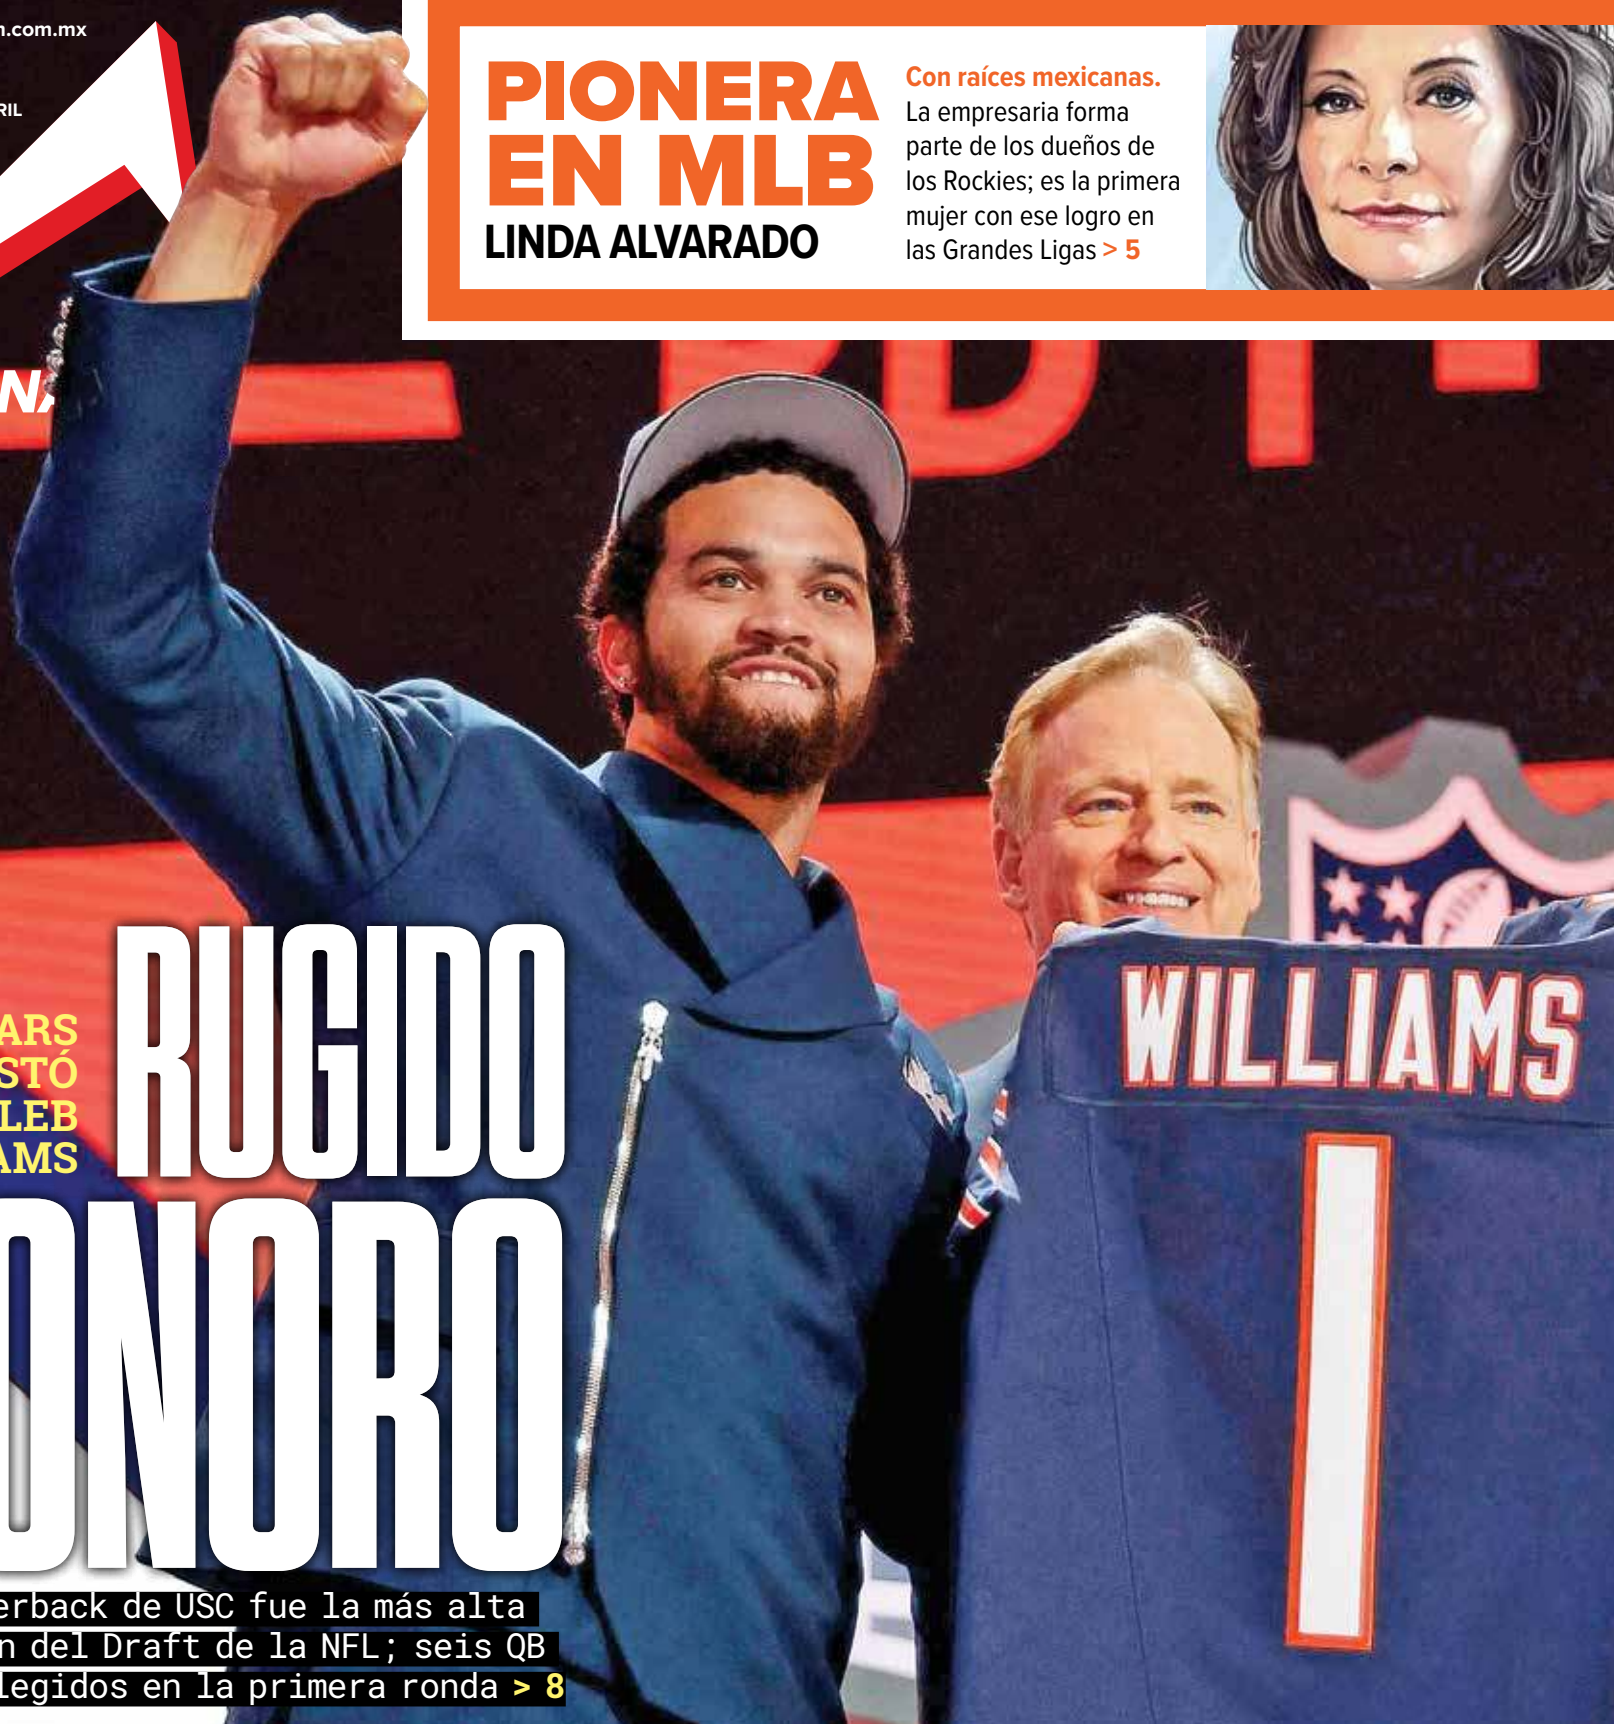 n.com.mx
RIL
PIONERA
EN MLB
LINDA ALVARADO
Con raíces mexicanas.
La empresaria forma
parte de los dueños de
los Rockies; es la primera
mujer con ese logro en
las Grandes Ligas > 5
NA
WILLIAMS
1
ARS
STÓ
LEB
AMS
RUGIDO
ONORO
erback de USC fue la más alta
n del Draft de la NFL; seis QB
legidos en la primera ronda > 8